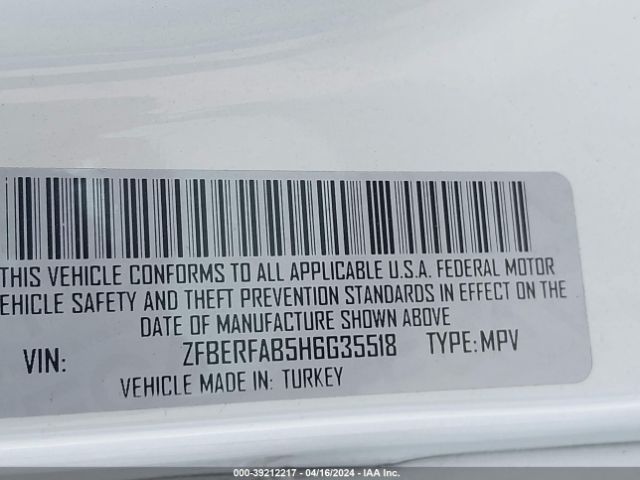 THIS VEHICLE CONFORMS TO ALL APPLICABLE U.S.A. FEDERAL MOTOR
VEHICLE SAFETY AND THEFT PREVENTION STANDARDS IN EFFECT ON THE
DATE OF MANUFACTURE SHOWN ABOVE
VIN: ZFBERFAB5H6G35518 TYPE: MPV
VEHICLE MADE IN: TURKEY
000-39212217 - 04/16/2024 - IAA Inc.